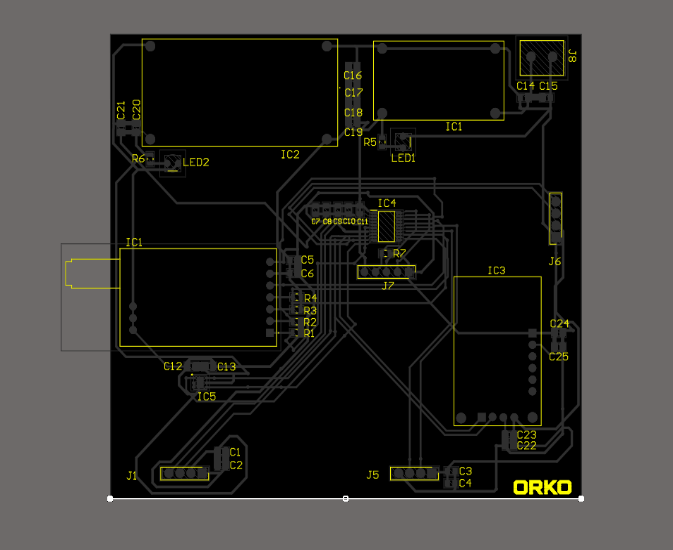 J8
C16
C14 C15
C17
C21
C20
C18
IC1
C19
R5
IC2
LED1
R6
LED2
IC4
C7 C8 C9 C10 C11
IC1
R7
C5
J6
C6
IC3
J7
R4
R3
R2
C24
R1
C25
C12 C13
IC5
C23
C22
C1
C2
J1
J5
C3
C4
ORKO